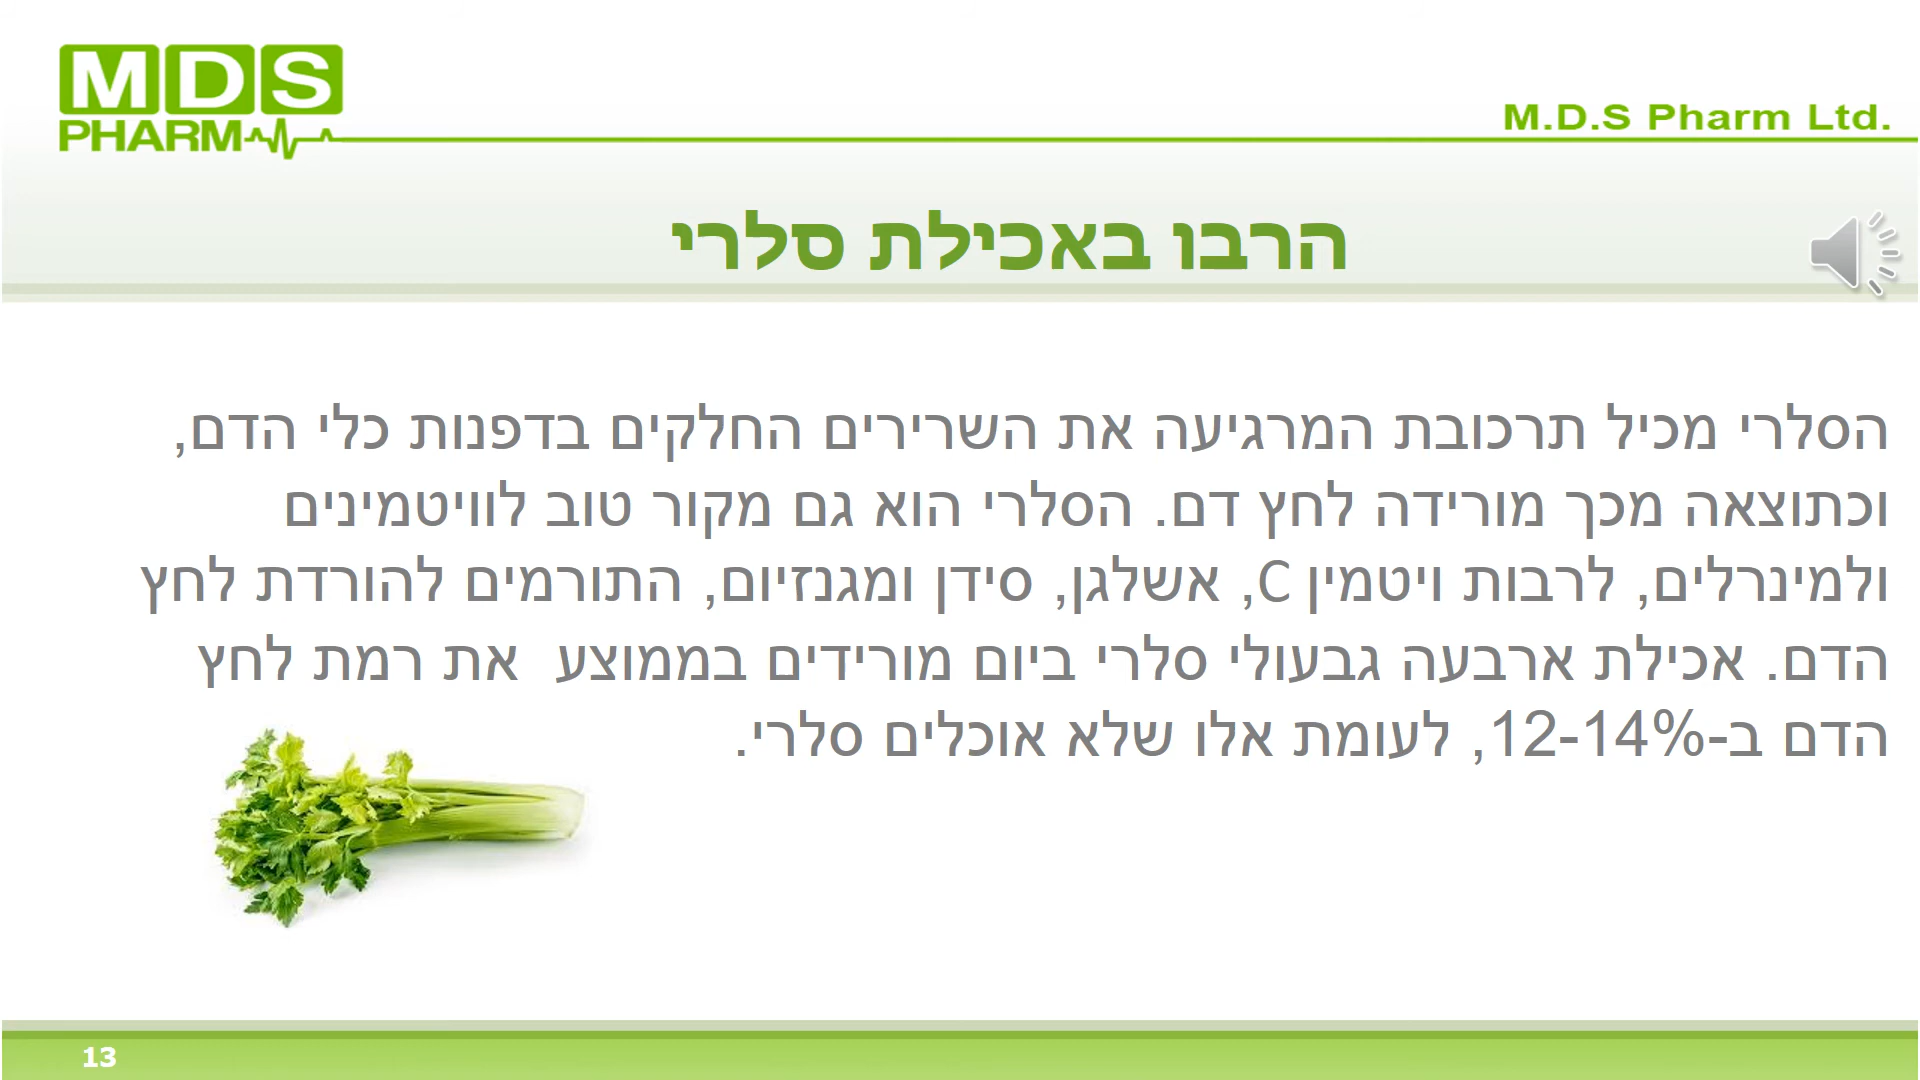 MDS
PHARM
M.D.S Pharm Ltd.
הרבו באכילת סלרי
הסלרי מכיל תרכובת המרגיעה את השרירים החלקים בדפנות כלי הדם,
וכתוצאה מכך מורידה לחץ דם. הסלרי הוא גם מקור טוב לוויטמינים
ולמינרלים, לרבות ויטמין C, אשלגן, סידן ומגנזיום, התורמים להורדת לחץ
הדם. אכילת ארבעה גבעולי סלרי ביום מורידים בממוצע  את רמת לחץ
הדם ב-12-14%, לעומת אלו שלא אוכלים סלרי.
13